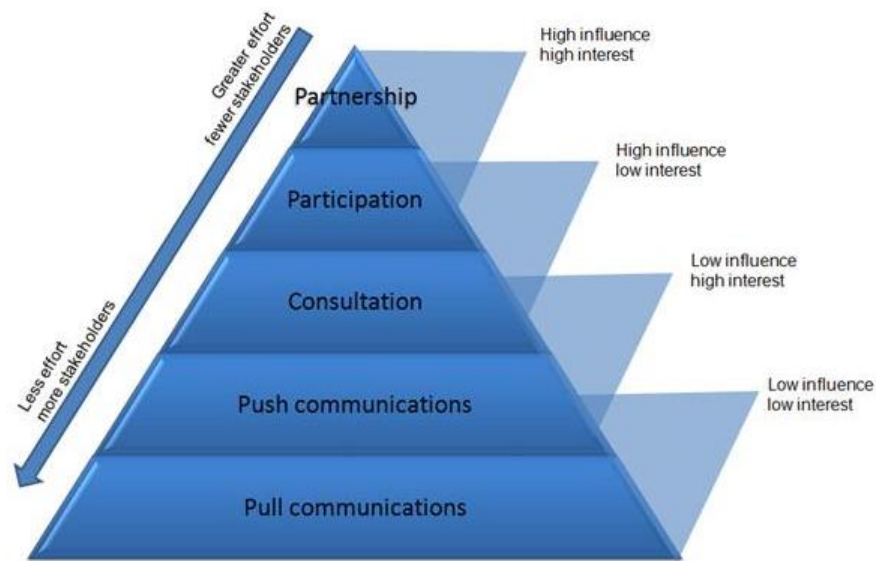 Greater effort
fewer stakeholders
Less effort
more stakeholders
Partnership
Participation
Consultation
Push communications
Pull communications
High influence
high interest
High influence
low interest
Low influence
high interest
Low influence
low interest